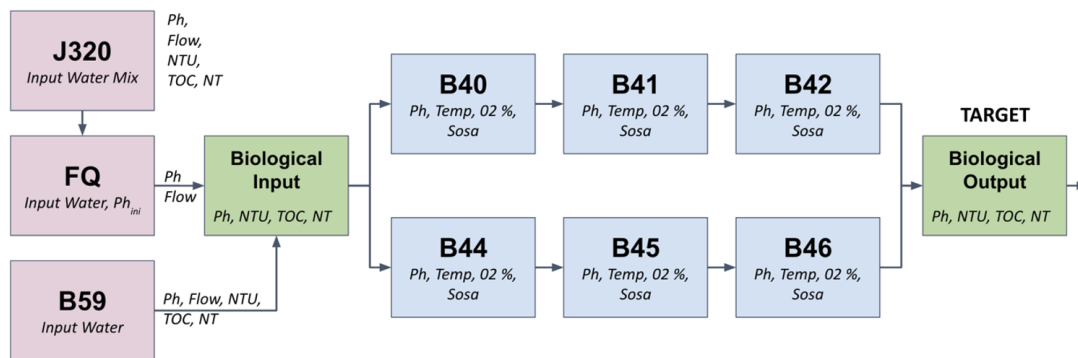 J320
Input Water Mix
Ph,
Flow,
NTU,
TOC, NT
FQ
Input Water, Ph_ini
Ph
Flow
B59
Input Water
Ph, Flow, NTU,
TOC, NT
Biological
Input
Ph, NTU, TOC, NT
B40
Ph, Temp, 02 %,
Sosa
B41
Ph, Temp, 02 %,
Sosa
B42
Ph, Temp, 02 %,
Sosa
B44
Ph, Temp, 02 %,
Sosa
B45
Ph, Temp, 02 %,
Sosa
B46
Ph, Temp, 02 %,
Sosa
TARGET
Biological
Output
Ph, NTU, TOC, NT